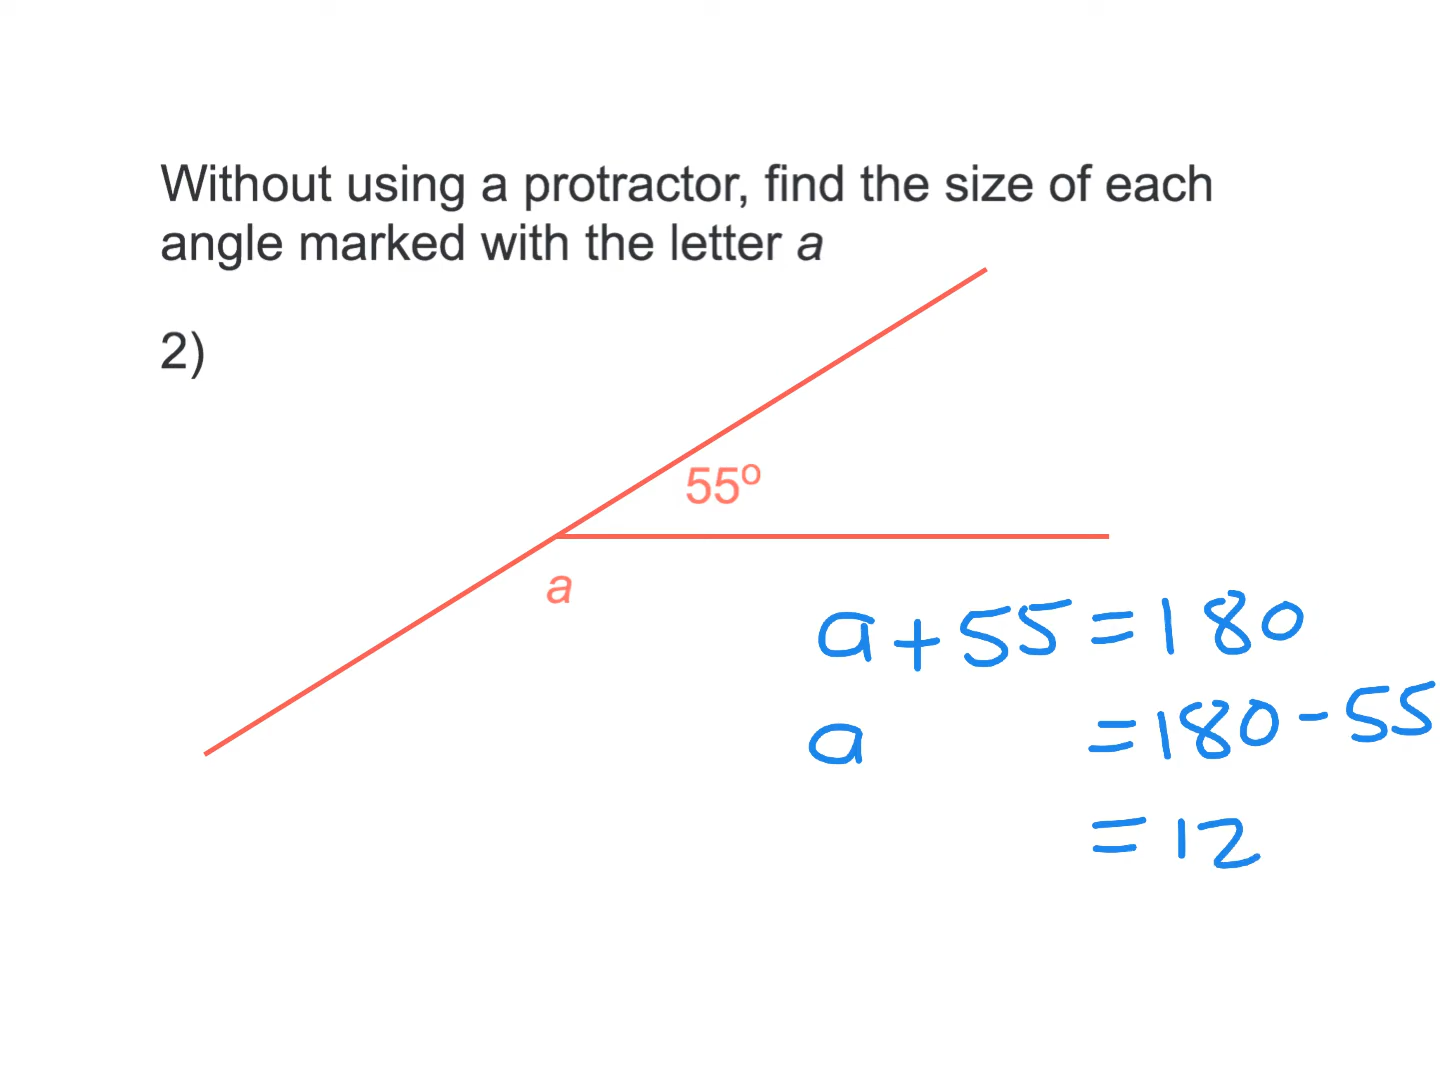 Without using a protractor, find the size of each
angle marked with the letter a
2)
55º
a
a + 55 = 180
a = 180 - 55
= 12